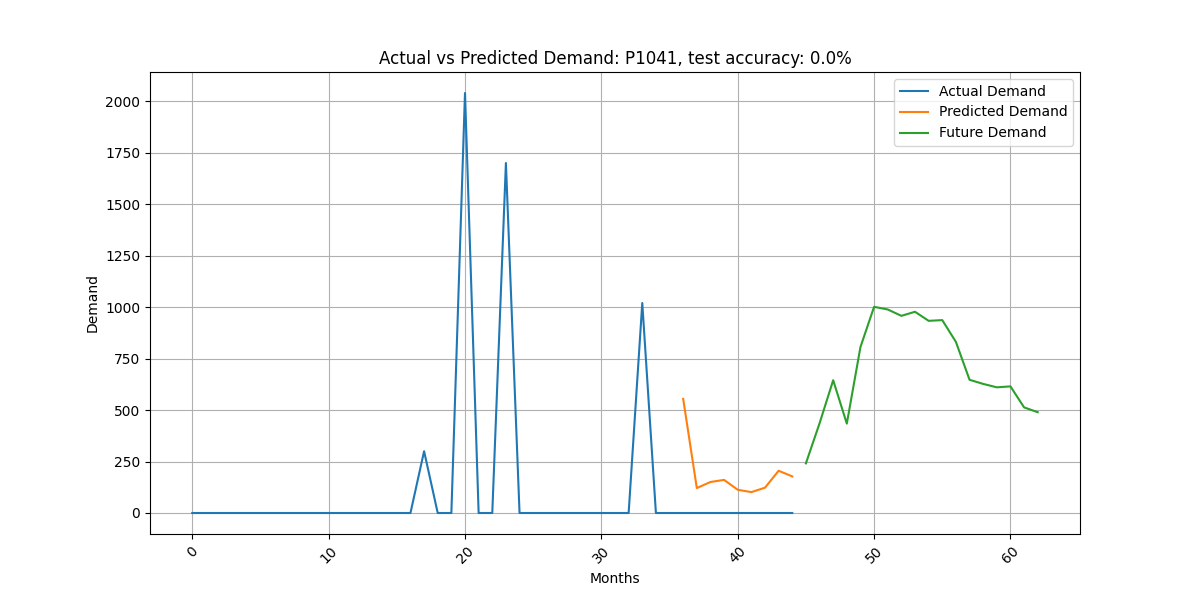 Actual vs Predicted Demand: P1041, test accuracy: 0.0%
Actual Demand
Predicted Demand
Future Demand
Demand
2000
1750
1500
1250
1000
750
500
250
0
0
10
20
30
40
50
60
Months